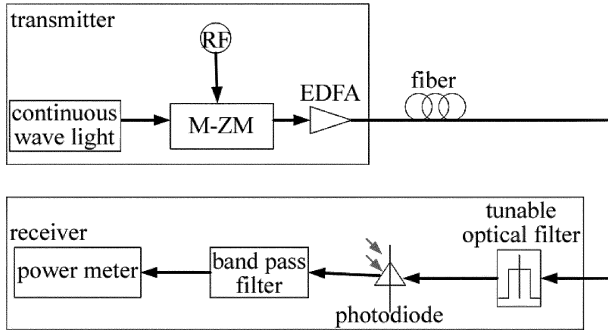 transmitter
RF
EDFA
fiber
continuous
wave light
M-ZM
receiver
tunable
optical filter
power meter
band pass
filter
photodiode